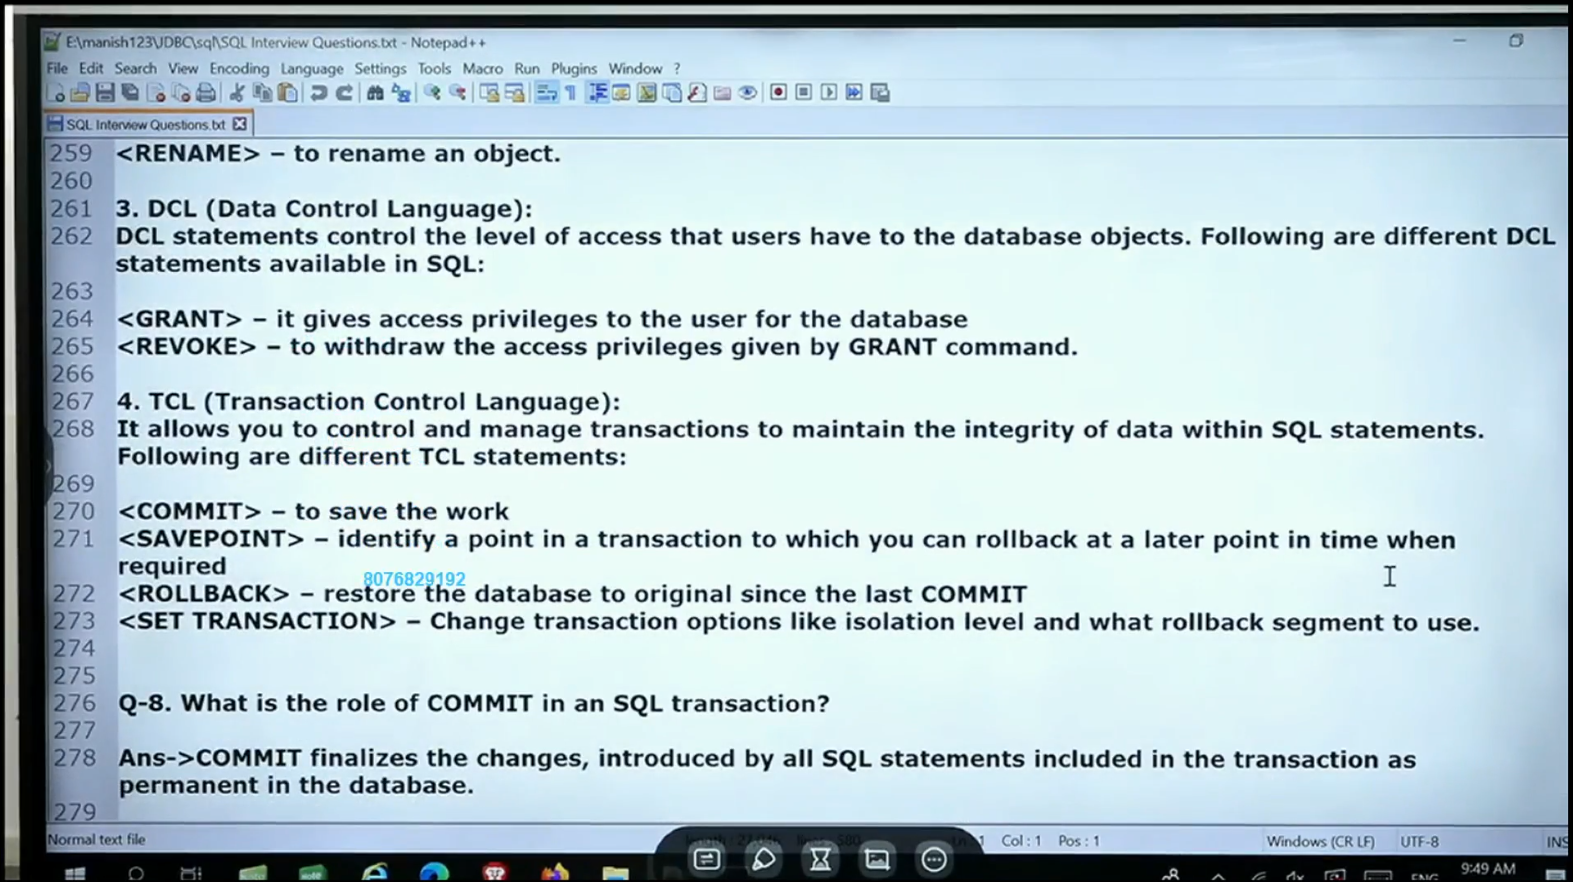 E:\manish123\JDBC\sql\SQL Interview Questions.txt - Notepad++
File Edit Search View Encoding Language Settings Tools Macro Run Plugins Window ?
SQL Interview Questions.txt
259 <RENAME> – to rename an object.
260
261 3. DCL (Data Control Language):
262 DCL statements control the level of access that users have to the database objects. Following are different DCL
statements available in SQL:
263
264 <GRANT> – it gives access privileges to the user for the database
265 <REVOKE> – to withdraw the access privileges given by GRANT command.
266
267 4. TCL (Transaction Control Language):
268 It allows you to control and manage transactions to maintain the integrity of data within SQL statements.
Following are different TCL statements:
269
270 <COMMIT> – to save the work
271 <SAVEPOINT> – identify a point in a transaction to which you can rollback at a later point in time when
required
8076829192
272 <ROLLBACK> – restore the database to original since the last COMMIT
273 <SET TRANSACTION> – Change transaction options like isolation level and what rollback segment to use.
274
275
276 Q-8. What is the role of COMMIT in an SQL transaction?
277
278 Ans->COMMIT finalizes the changes, introduced by all SQL statements included in the transaction as
permanent in the database.
279
Normal text file Col : 1 Pos : 1 Windows (CR LF) UTF-8 INS
ENG 9:49 AM